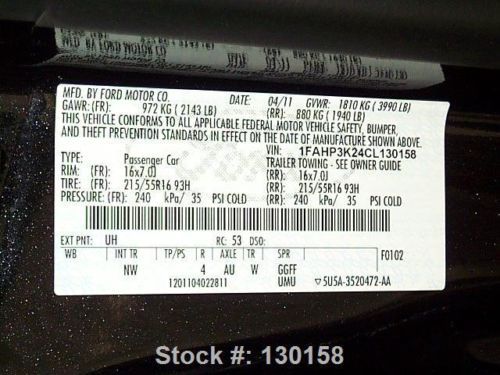 MFD. BY FORD MOTOR CO.
DATE: 04/11 GVWR: 1810 KG ( 3990 LB)
GAWR: (FR): 972 KG ( 2143 LB) (RR): 880 KG ( 1940 LB)
THIS VEHICLE CONFORMS TO ALL APPLICABLE FEDERAL MOTOR VEHICLE SAFETY, BUMPER,
AND THEFT PREVENTION STANDARDS IN EFFECT ON THE DATE OF MANUFACTURE SHOWN ABOVE.
VIN: 1FAHP3K24CL130158
TYPE: Passenger Car TRAILER TOWING - SEE OWNER GUIDE
RIM: (FR): 16x7.0J (RR): 16x7.0J
TIRE: (FR): 215/55R16 93H (RR): 215/55R16 93H
PRESSURE: (FR): 240 kPa/ 35 PSI COLD (RR): 240 kPa/ 35 PSI COLD
EXT PNT: UH RC: 53 DSO: F0102
WB INT TR TP/PS R AXLE TR SPR
NW 4 AU W GGFF
1201104022811 UMU ▽5U5A-3520472-AA
Stock #: 130158